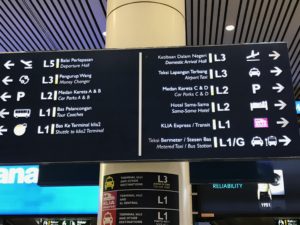 L5 Balai Perlepasan
Departure Hall
L3 Pengurup Wang
Money Changer
L2 Medan Kereta A & B
Car Parks A & B
L1 Bas Pelancongan
Tour Coaches
L1 Bas Ke Terminal klia2
Shuttle to klia2 Terminal
Ketibaan Dalam Negeri L3
Domestic Arrival Hall
Teksi Lapangan Terbang L3
Airport Taxi
Medan Kereta C & D L2
Car Parks C & D
Hotel Sama-Sama L2
Sama-Sama Hotel
KLIA Ekspres / Transit L1
Teksi Bermeter / Stesen Bas L1/G
Metered Taxi / Bus Station
L3
L1
L1
RELIABILITY
ana